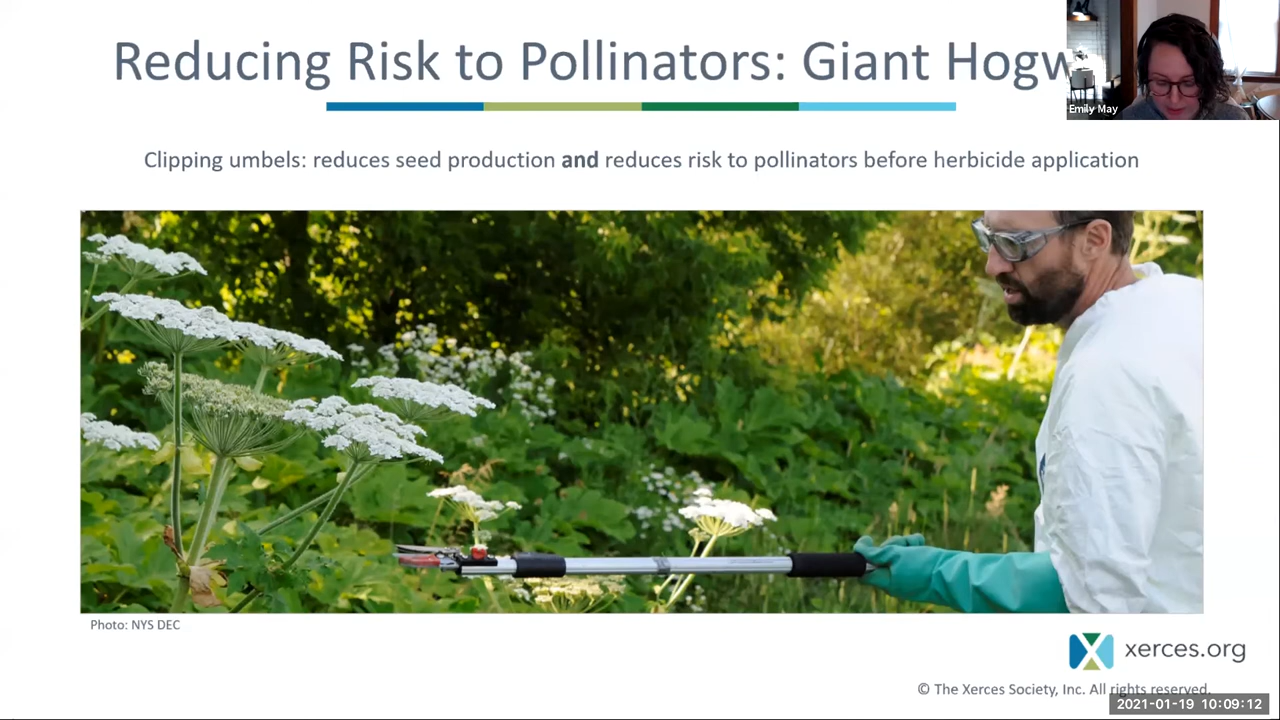 Reducing Risk to Pollinators: Giant Hogw
Emily May
Clipping umbels: reduces seed production and reduces risk to pollinators before herbicide application
Photo: NYS DEC
xerces.org
© The Xerces Society, Inc. All rights reserved.
2021-01-19 10:09:12